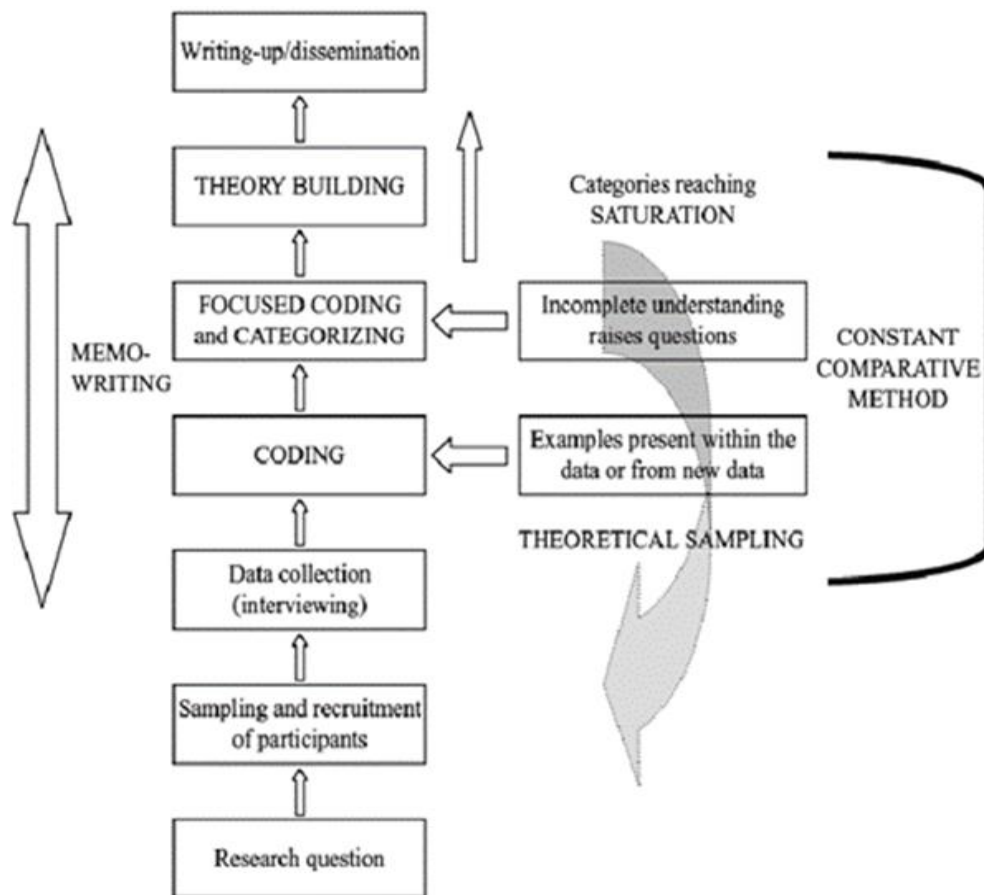 Writing-up/dissemination
THEORY BUILDING
Categories reaching
SATURATION
FOCUSED CODING
and CATEGORIZING
Incomplete understanding
raises questions
MEMO-
WRITING
CONSTANT
COMPARATIVE
METHOD
CODING
Examples present within the
data or from new data
THEORETICAL SAMPLING
Data collection
(interviewing)
Sampling and recruitment
of participants
Research question